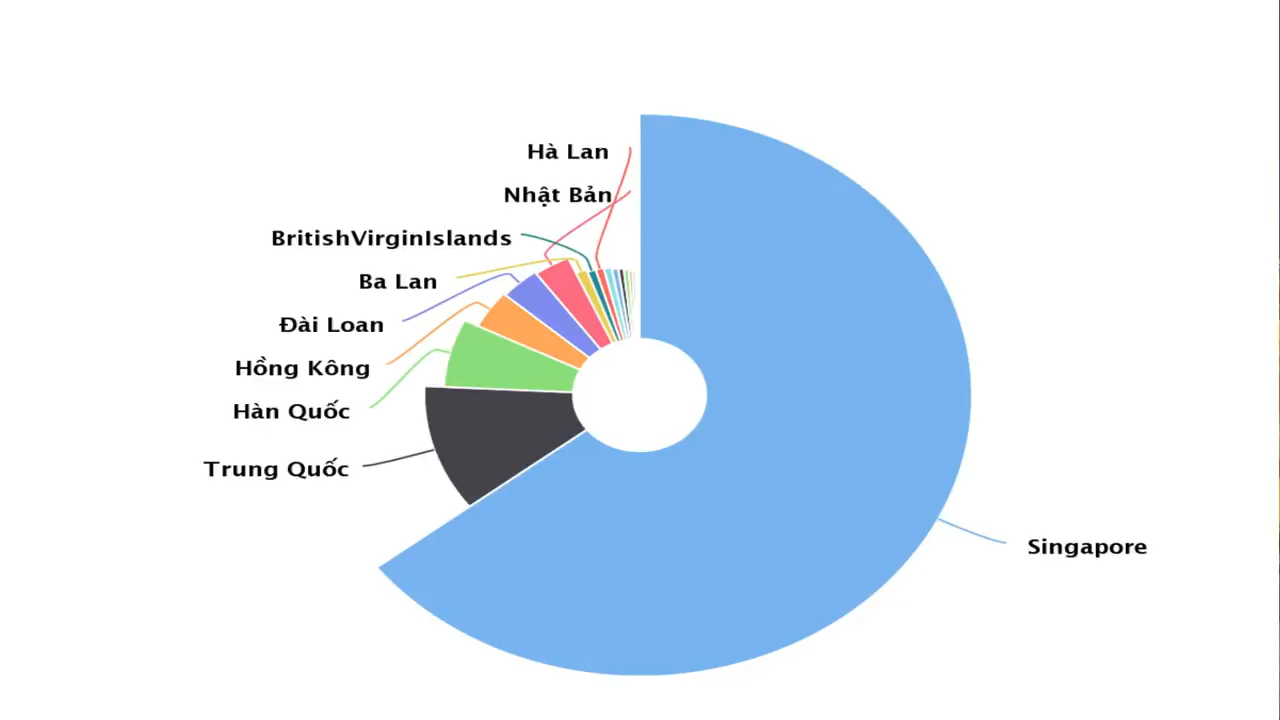 Hà Lan
Nhật Bản
BritishVirginIslands
Ba Lan
Đài Loan
Hồng Kông
Hàn Quốc
Trung Quốc
Singapore